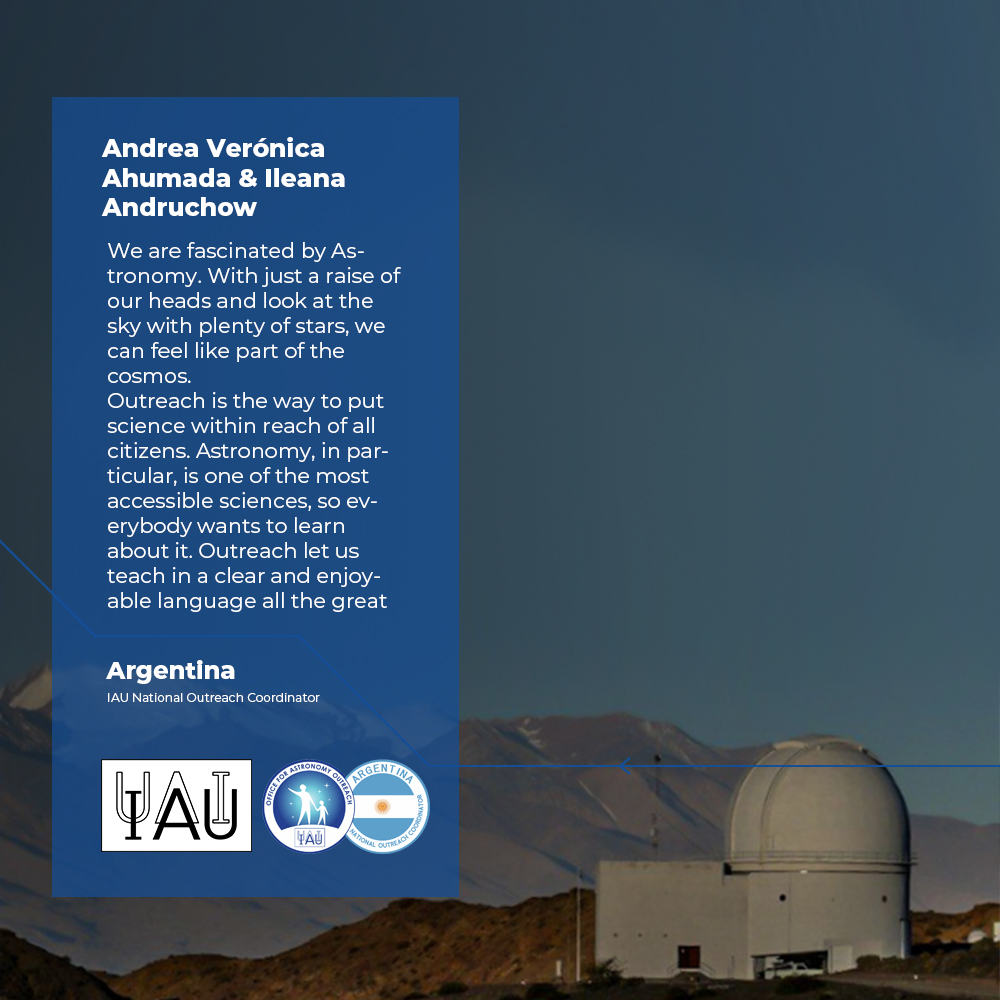 Andrea Verónica
Ahumada & Ileana
Andruchow
We are fascinated by As-
tronomy. With just a raise of
our heads and look at the
sky with plenty of stars, we
can feel like part of the
cosmos.
Outreach is the way to put
science within reach of all
citizens. Astronomy, in par-
ticular, is one of the most
accessible sciences, so ev-
erybody wants to learn
about it. Outreach let us
teach in a clear and enjoy-
able language all the great
Argentina
IAU National Outreach Coordinator
UAI
IAU
OFFICE FOR ASTRONOMY OUTREACH
UAI
IAU
ARGENTINA
NATIONAL OUTREACH COORDINATOR